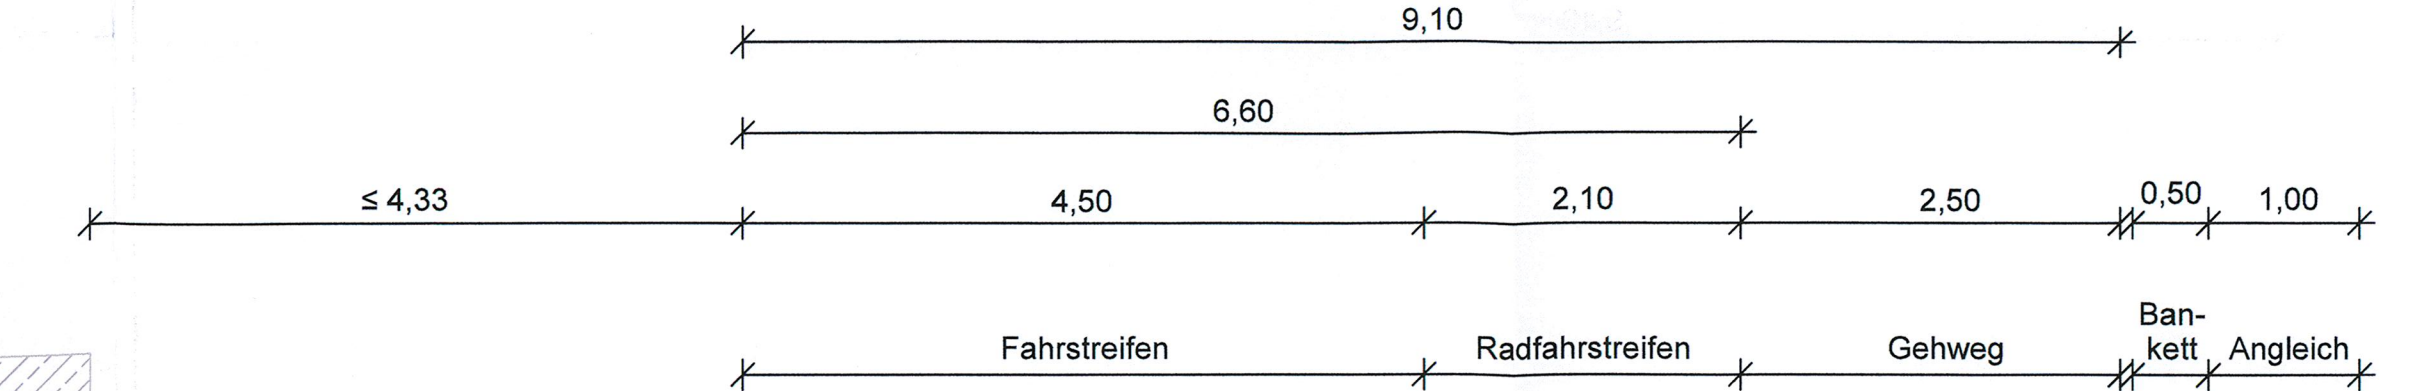 9,10
6,60
≤ 4,33 4,50 2,10 2,50 0,50 1,00
Fahrstreifen Radfahrstreifen Gehweg Ban-
kett Angleich